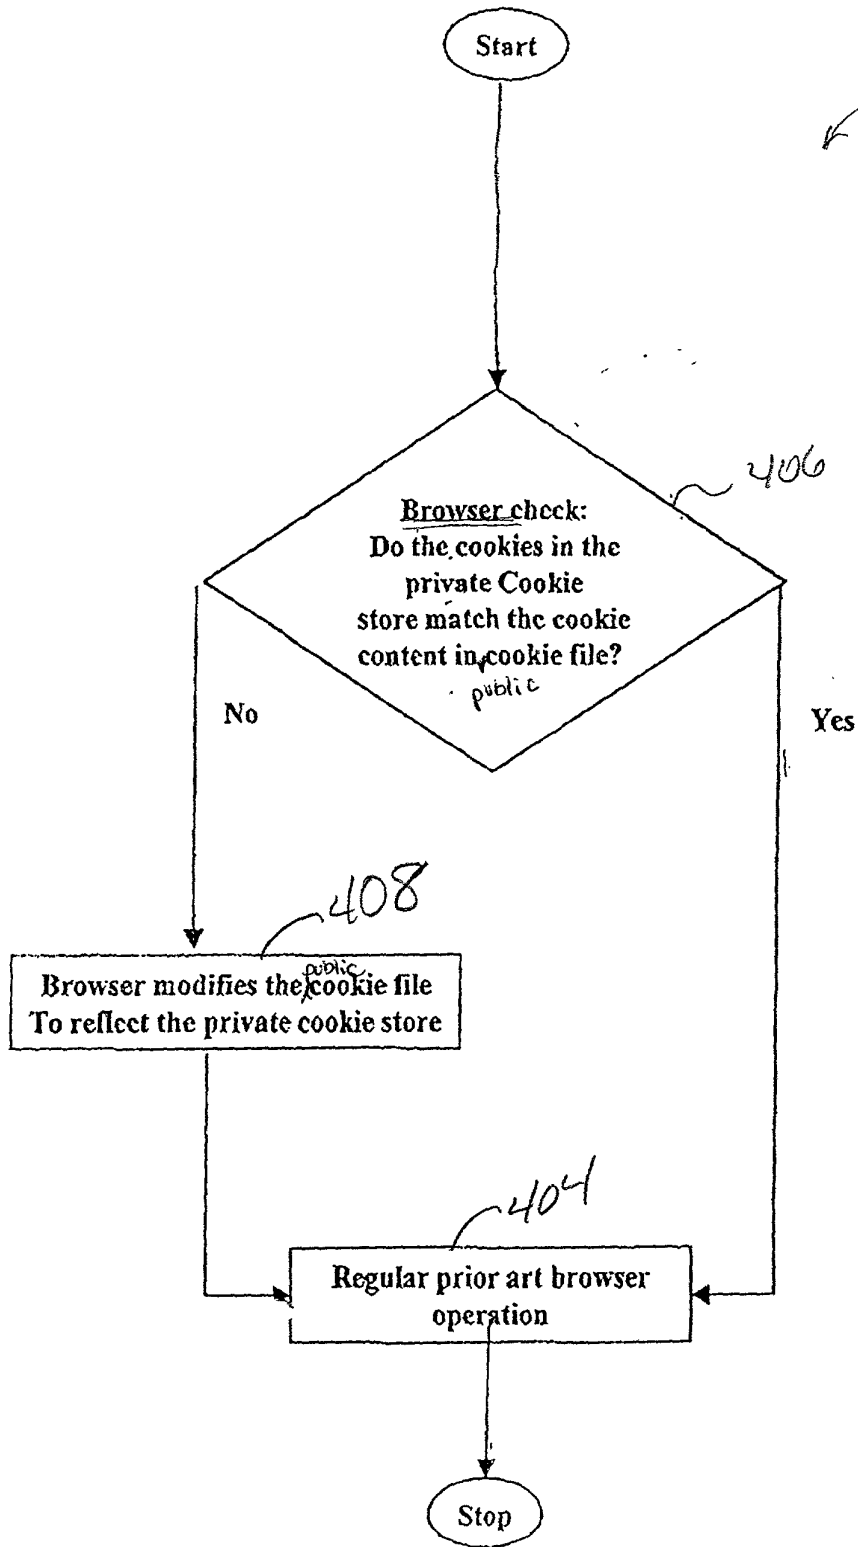 Start
406
Browser check:
Do the cookies in the
private Cookie
store match the cookie
content in cookie file?
public
No
Yes
408
public
Browser modifies the cookie file
To reflect the private cookie store
404
Regular prior art browser
operation
Stop